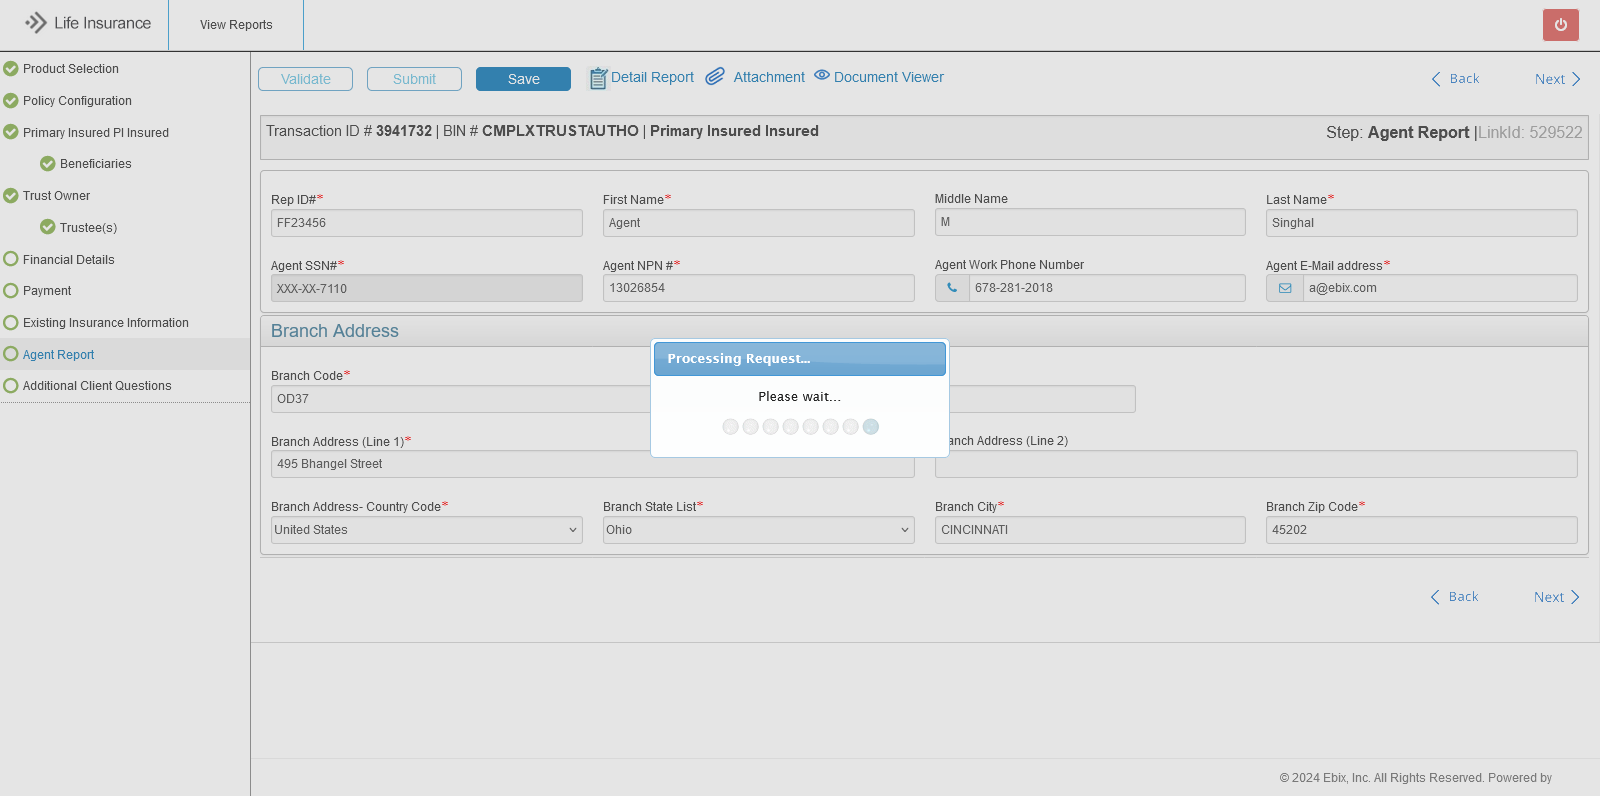 Life Insurance
View Reports
Product Selection
Policy Configuration
Primary Insured PI Insured
Beneficiaries
Trust Owner
Trustee(s)
Financial Details
Payment
Existing Insurance Information
Agent Report
Additional Client Questions
Validate
Submit
Save
Detail Report
Attachment
Document Viewer
Back
Next
Transaction ID # 3941732 | BIN # CMPLXTRUSTAUTHO | Primary Insured Insured
Step: Agent Report |LinkId: 529522
Rep ID#*
First Name*
Middle Name
Last Name*
FF23456
Agent
M
Singhal
Agent SSN#*
Agent NPN #*
Agent Work Phone Number
Agent E-Mail address*
XXX-XX-7110
13026854
678-281-2018
a@ebix.com
Branch Address
Processing Request...
Please wait...
Branch Code*
OD37
Branch Address (Line 1)*
anch Address (Line 2)
495 Bhangel Street
Branch Address- Country Code*
Branch State List*
Branch City*
Branch Zip Code*
United States
Ohio
CINCINNATI
45202
Back
Next
© 2024 Ebix, Inc. All Rights Reserved. Powered by